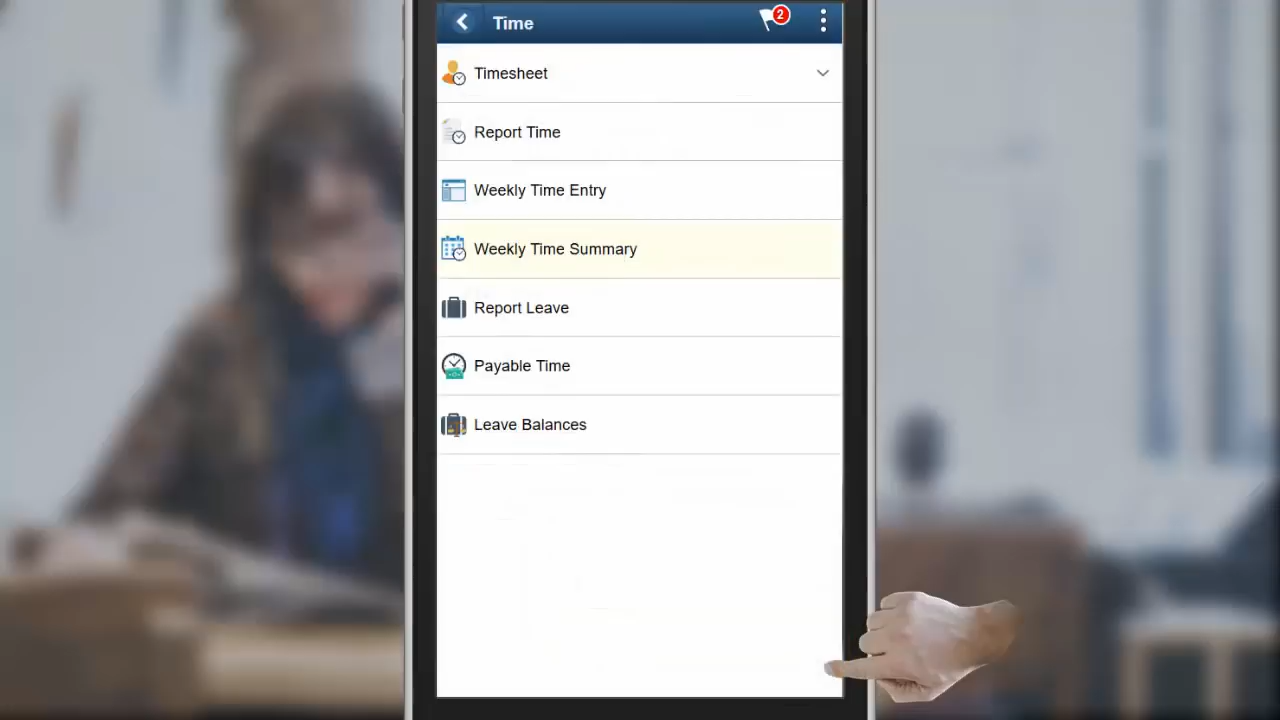 Time
2
Timesheet
Report Time
Weekly Time Entry
Weekly Time Summary
Report Leave
Payable Time
Leave Balances